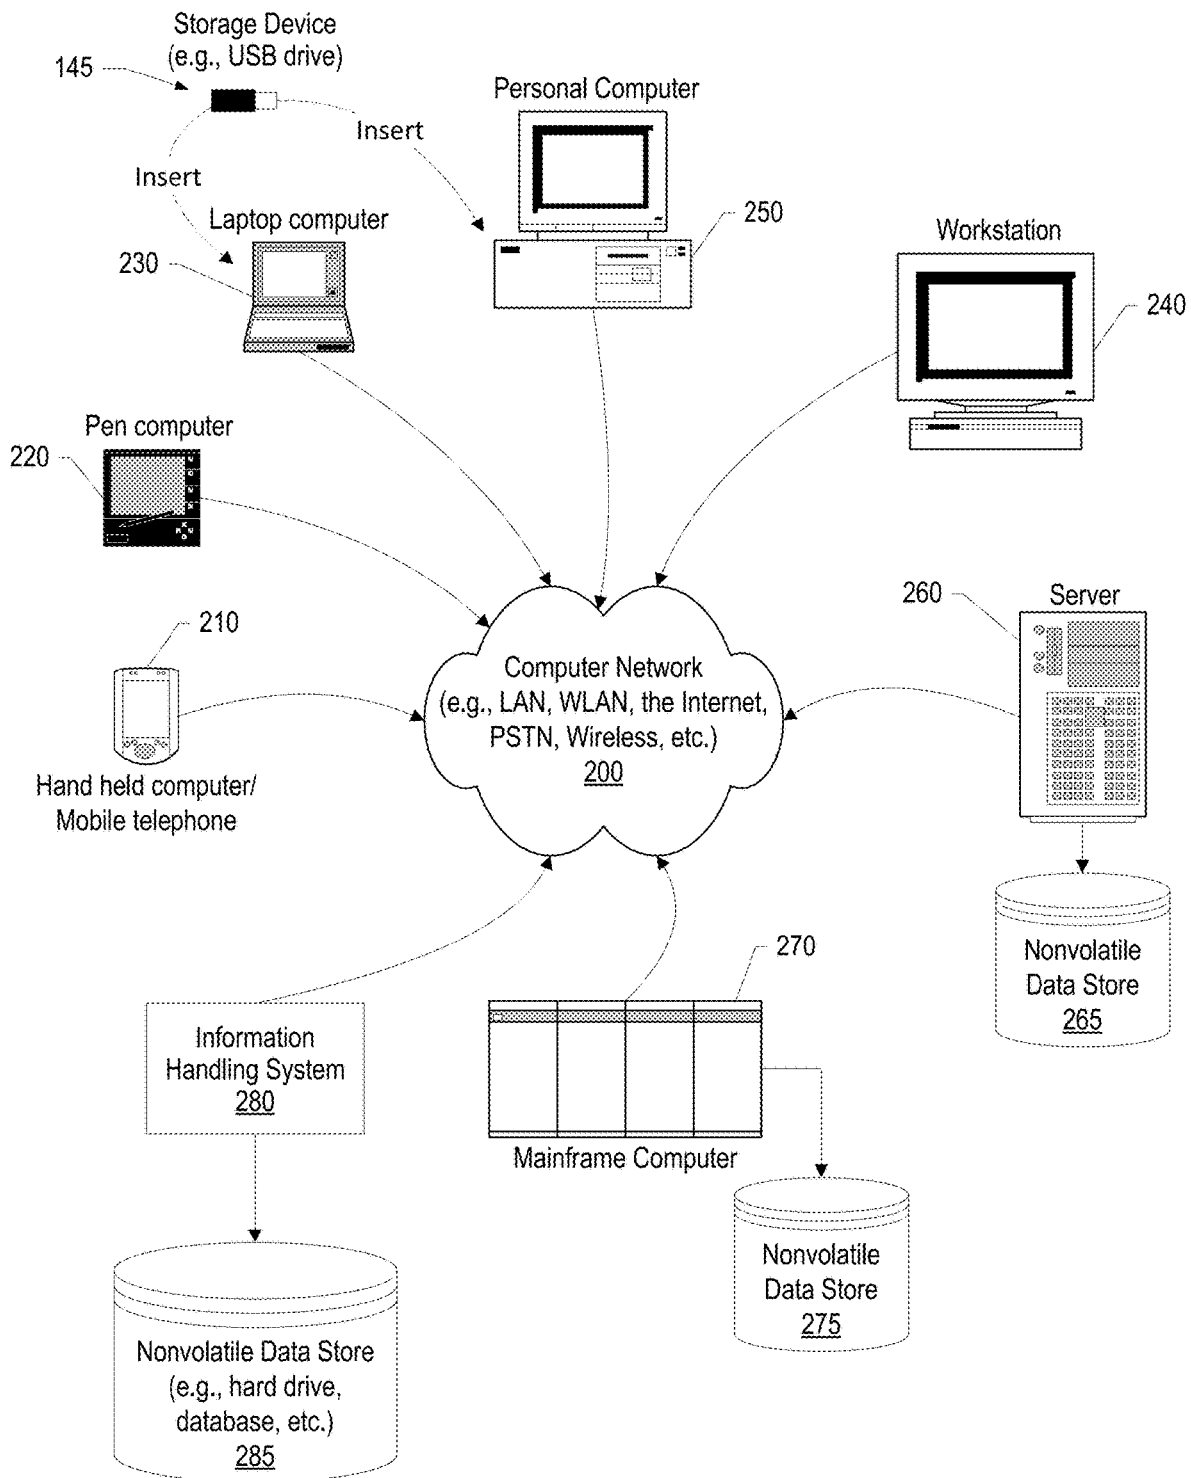 Storage Device
(e.g., USB drive)
145
Insert
Insert
Personal Computer
250
Laptop computer
230
Workstation
240
Pen computer
220
210
Hand held computer/
Mobile telephone
Computer Network
(e.g., LAN, WLAN, the Internet,
PSTN, Wireless, etc.)
200
260
Server
Nonvolatile
Data Store
265
270
Mainframe Computer
Information
Handling System
280
Nonvolatile
Data Store
275
Nonvolatile Data Store
(e.g., hard drive,
database, etc.)
285